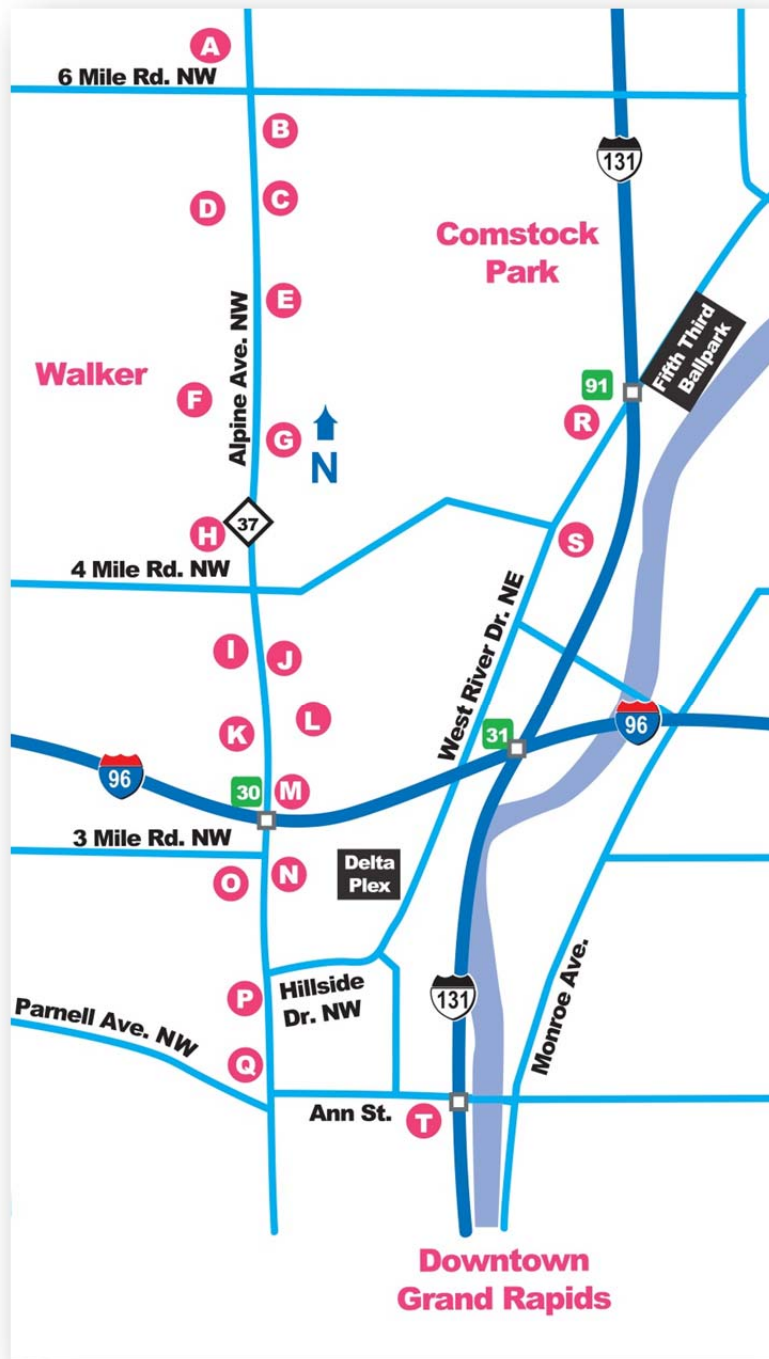 A
6 Mile Rd. NW
B
131
D
C
Comstock
Park
E
Alpine Ave. NW
Fifth Third
Ballpark
Walker
F
91
R
G
N
37
H
S
4 Mile Rd. NW
West River Dr. NE
I
J
L
K
31
96
96
30
M
3 Mile Rd. NW
Delta
Plex
O
N
Monroe Ave.
P
Hillside
Dr. NW
131
Parnell Ave. NW
Q
Ann St.
T
Downtown
Grand Rapids